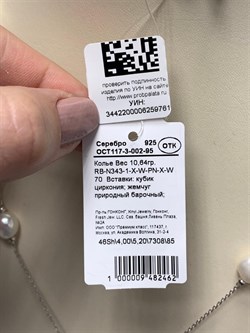 проверить подлинность
изделия по УИН на сайте
http://www.probpalata.ru
УИН:
3442200006259761
Серебро 925
ОСТ117-3-002-95
ОТК
Колье Вес 10,64гр.
RB-N343-1-X-W-PN-X-W
70 Вставки: кубик
циркония; жемчуг
природный барочный;
46SH\4,00\5,20\7308\85
1 000009 482462